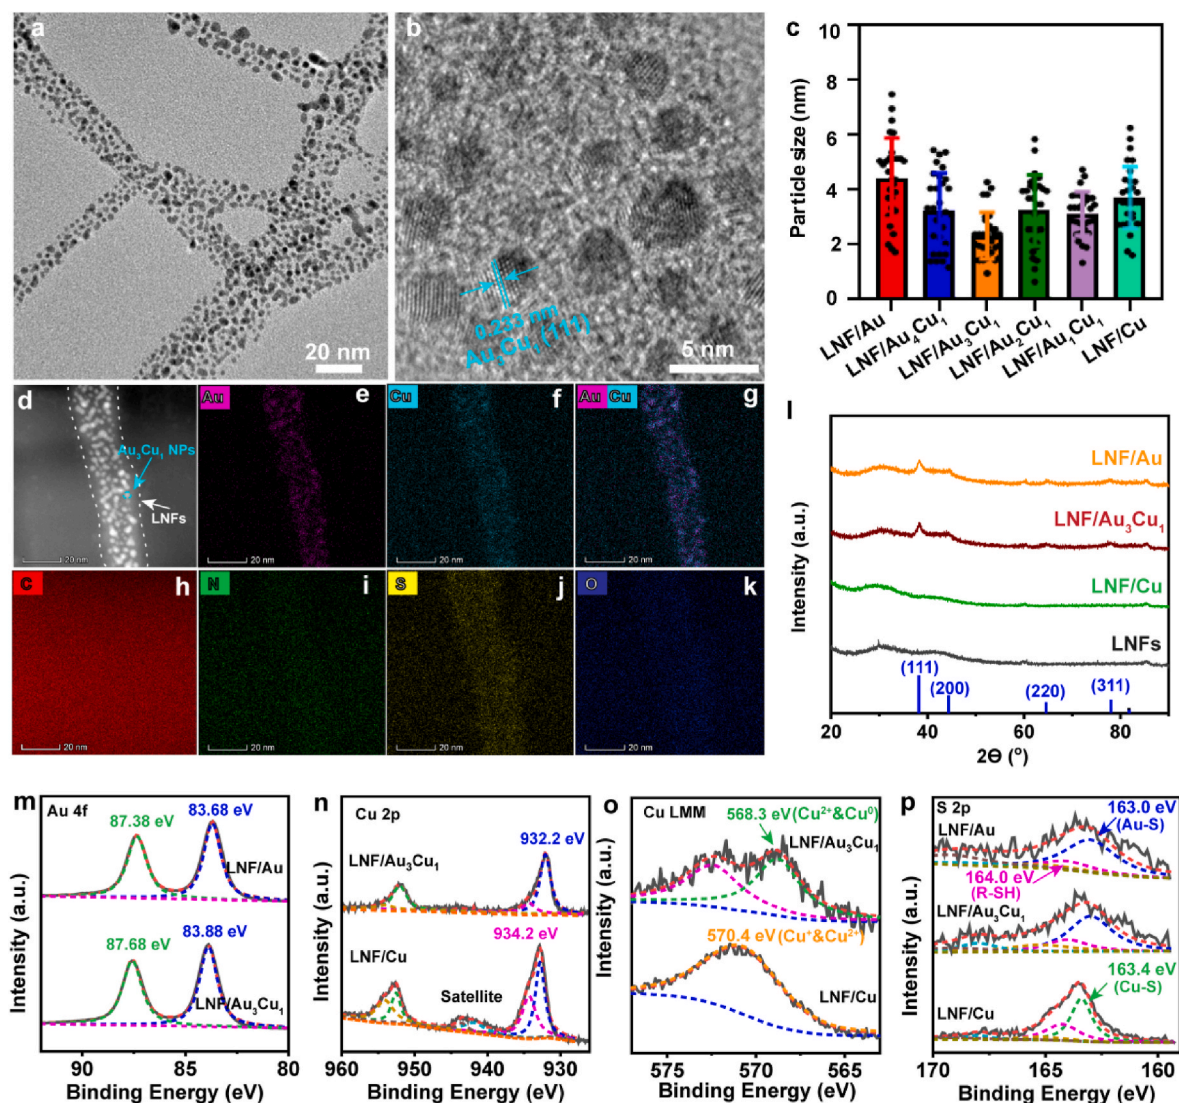 a
20 nm
b
0.233 nm
Au₃Cu₁ (111)
5 nm
c
Particle size (nm)
10
8
6
4
2
0
LNF/Au
LNF/Au₄Cu₁
LNF/Au₃Cu₁
LNF/Au₂Cu₁
LNF/Au₁Cu₁
LNF/Cu
d
Au₃Cu₁ NPs
LNFs
20 nm
Au
e
20 nm
Cu
f
20 nm
Au Cu
g
20 nm
C
h
20 nm
N
i
20 nm
S
j
20 nm
O
k
20 nm
l
Intensity (a.u.)
LNF/Au
LNF/Au₃Cu₁
LNF/Cu
LNFs
(111)
(200)
(220)
(311)
20 40 60 80
2Θ (°)
m
Au 4f
87.38 eV
83.68 eV
LNF/Au
87.68 eV
83.88 eV
LNF/Au₃Cu₁
Intensity (a.u.)
90 85 80
Binding Energy (eV)
n
Cu 2p
932.2 eV
LNF/Au₃Cu₁
934.2 eV
LNF/Cu
Satellite
Intensity (a.u.)
960 950 940 930
Binding Energy (eV)
o
Cu LMM
568.3 eV(Cu²⁺&Cu⁰)
LNF/Au₃Cu₁
570.4 eV(Cu⁺&Cu²⁺)
LNF/Cu
Intensity (a.u.)
575 570 565
Binding Energy (eV)
p
S 2p
LNF/Au
163.0 eV
(Au-S)
164.0 eV
(R-SH)
LNF/Au₃Cu₁
163.4 eV
(Cu-S)
LNF/Cu
Intensity (a.u.)
170 165 160
Binding Energy (eV)